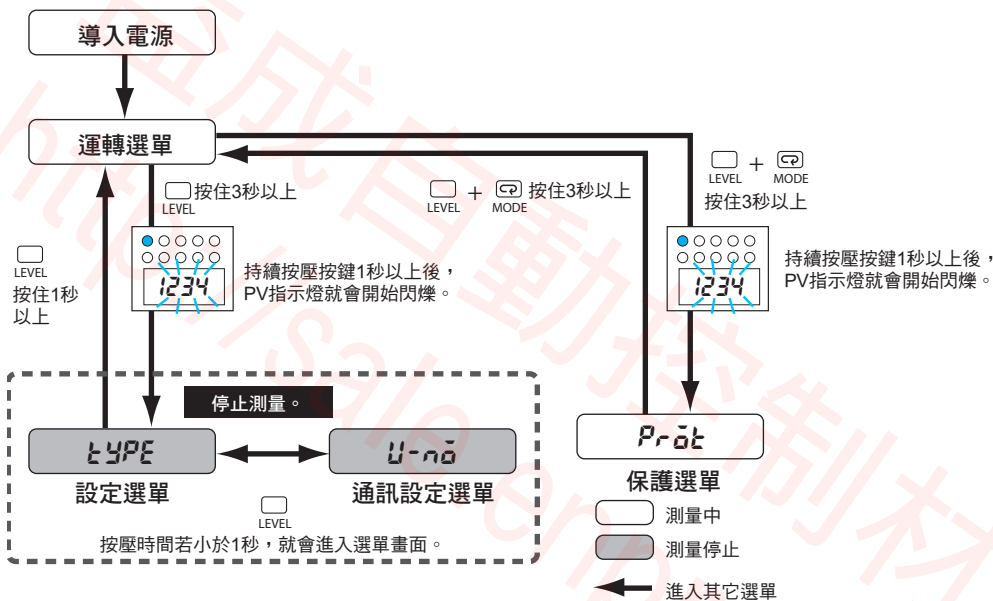 導入電源
運轉選單
LEVEL
按住3秒以上
LEVEL
+
MODE
按住3秒以上
LEVEL
+
MODE
按住3秒以上
LEVEL
按住1秒
以上
1234
持續按壓按鍵1秒以上後，
PV指示燈就會開始閃爍。
1234
持續按壓按鍵1秒以上後，
PV指示燈就會開始閃爍。
停止測量。
tYPE
設定選單
U-no
通訊設定選單
Prot
保護選單
LEVEL
按壓時間若小於1秒，就會進入選單畫面。
測量中
測量停止
進入其它選單